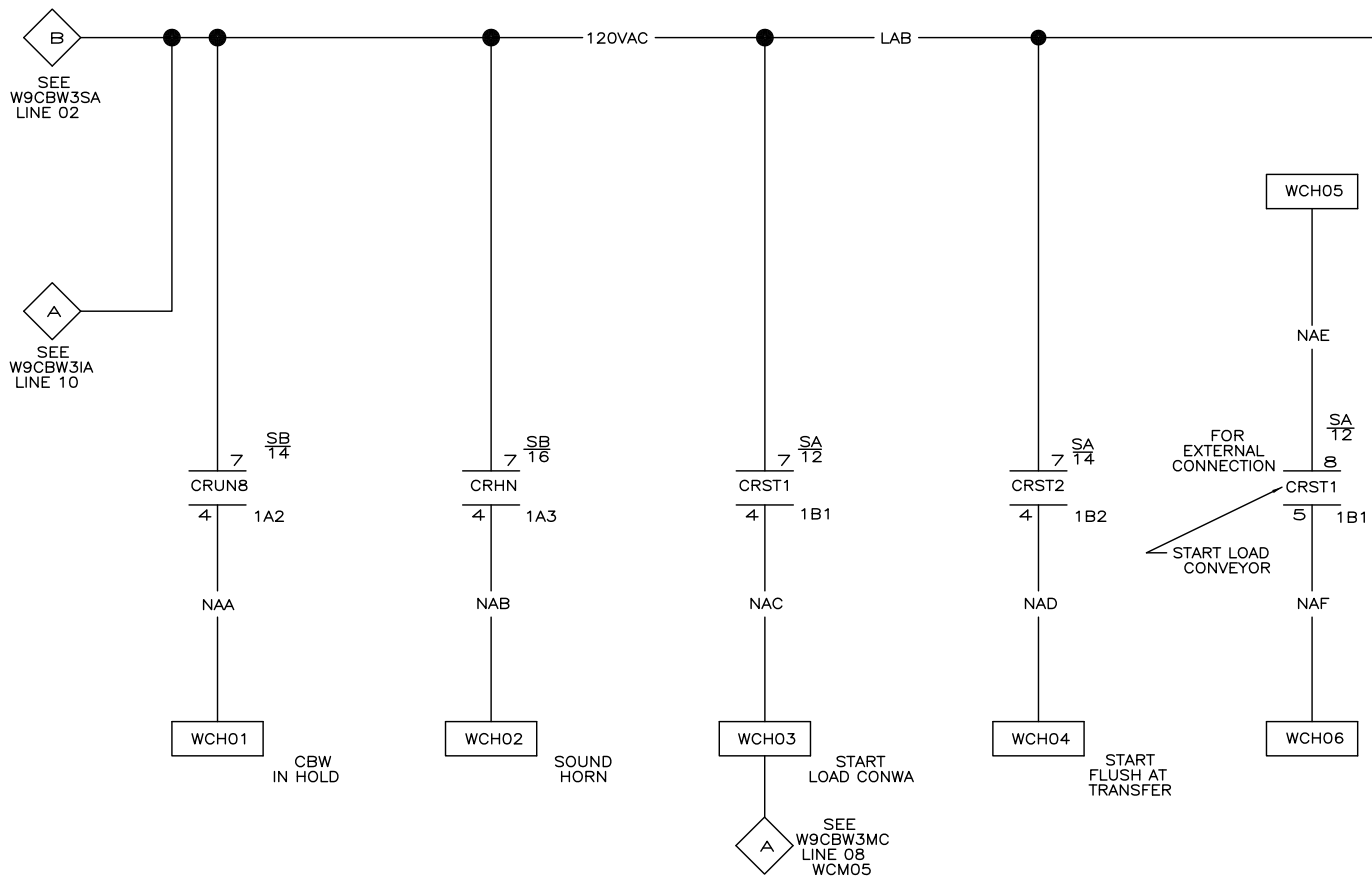 B
120VAC
LAB
SEE
W9CBW3SA
LINE 02
WCH05
A
SEE
W9CBW3IA
LINE 10
NAE
7
SB
14
CRUN8
4
1A2
7
SB
16
CRHN
4
1A3
7
SA
12
CRST1
4
1B1
7
SA
14
CRST2
4
1B2
FOR
EXTERNAL
CONNECTION
SA
12
8
CRST1
5
1B1
START LOAD
CONVEYOR
NAA
NAB
NAC
NAD
NAF
WCH01
CBW
IN HOLD
WCH02
SOUND
HORN
WCH03
START
LOAD CONWA
WCH04
START
FLUSH AT
TRANSFER
WCH06
A
SEE
W9CBW3MC
LINE 08
WCM05